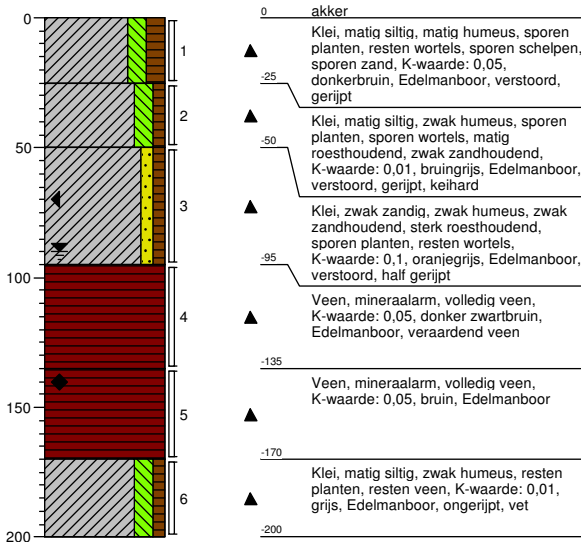 0
50
100
150
200
1
2
3
4
5
6
0 akker
Klei, matig siltig, matig humeus, sporen
planten, resten wortels, sporen schelpen,
sporen zand, K-waarde: 0,05,
donkerbruin, Edelmanboor, verstoord,
gerijpt
-25
Klei, matig siltig, zwak humeus, sporen
planten, sporen wortels, matig
roesthoudend, zwak zandhoudend,
K-waarde: 0,01, bruingrijs, Edelmanboor,
verstoord, gerijpt, keihard
-50
Klei, zwak zandig, zwak humeus, zwak
zandhoudend, sterk roesthoudend,
sporen planten, resten wortels,
K-waarde: 0,1, oranjegrijs, Edelmanboor,
verstoord, half gerijpt
-95
Veen, mineraalarm, volledig veen,
K-waarde: 0,05, donker zwartbruin,
Edelmanboor, veraardend veen
-135
Veen, mineraalarm, volledig veen,
K-waarde: 0,05, bruin, Edelmanboor
-170
Klei, matig siltig, zwak humeus, resten
planten, resten veen, K-waarde: 0,01,
grijs, Edelmanboor, ongerijpt, vet
-200